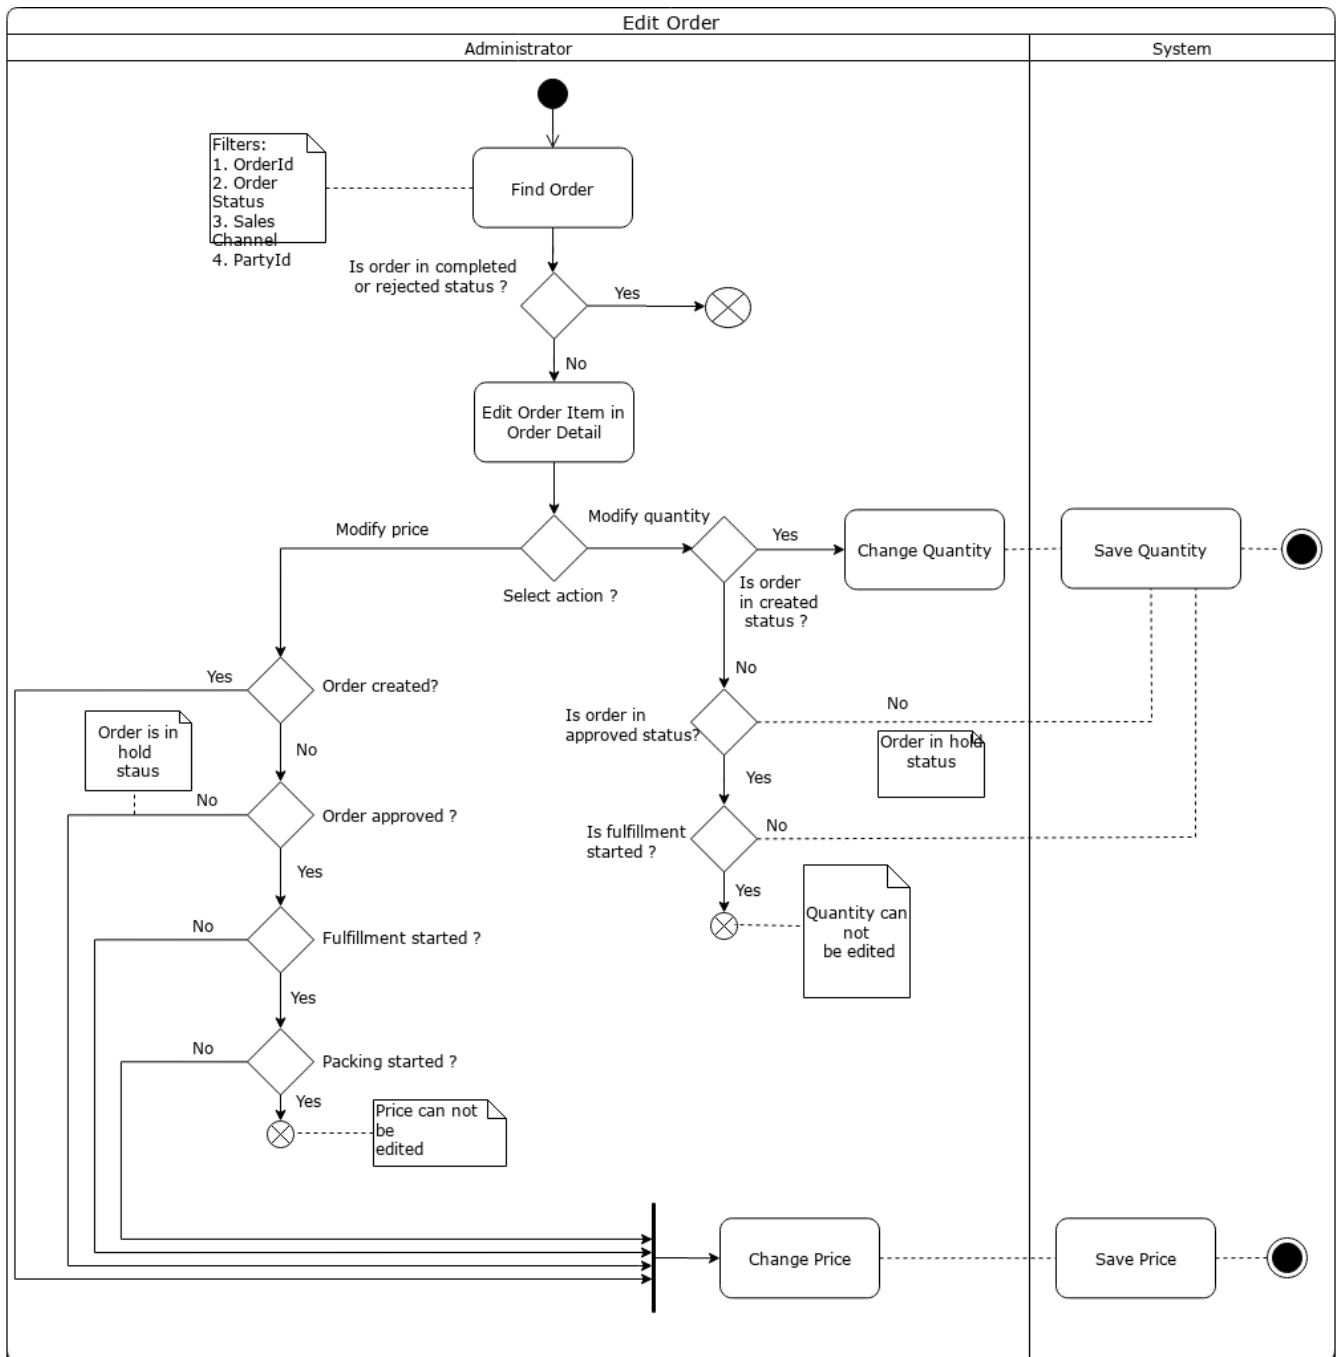 Edit Order
Administrator
System
Filters:
1. OrderId
2. Order
Status
3. Sales
Channel
4. PartyId
Find Order
Is order in completed
or rejected status ?
Yes
No
Edit Order Item in
Order Detail
Modify price
Modify quantity
Select action ?
Yes
Is order
in created
status ?
Change Quantity
Save Quantity
No
Yes
Order created?
No
Order is in
hold
staus
No
Order approved ?
Yes
Is order in
approved status?
No
Order in hold
status
Yes
Is fulfillment
started ?
No
Yes
Quantity can
not
be edited
No
Fulfillment started ?
Yes
No
Packing started ?
Yes
Price can not
be
edited
Change Price
Save Price